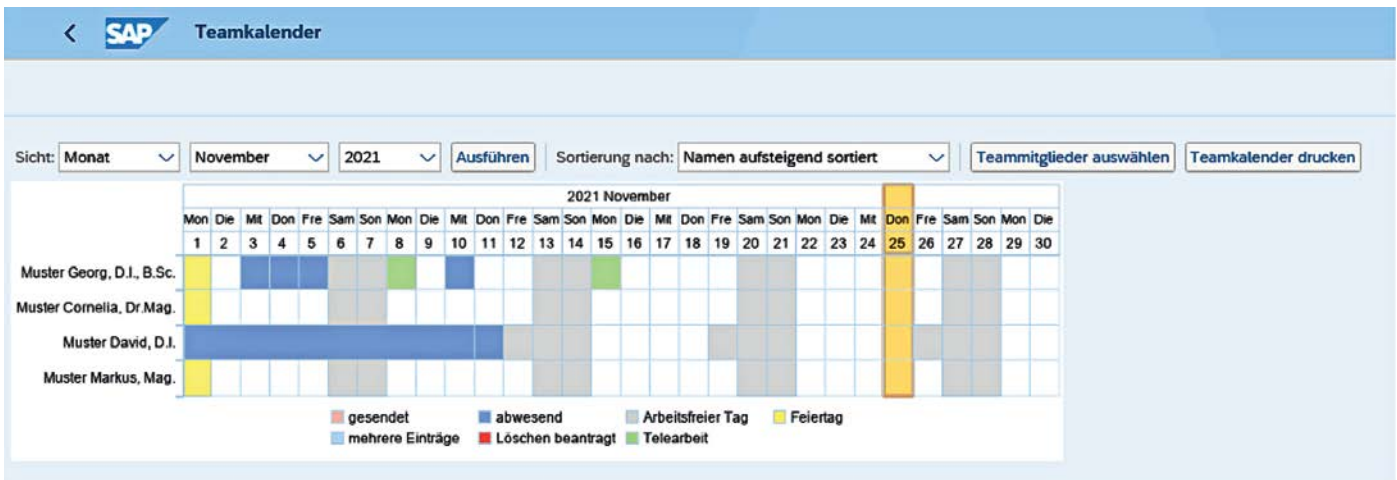 SAP Teamkalender
Sicht: Monat November 2021 Ausführen Sortierung nach: Namen aufsteigend sortiert Teammitglieder auswählen Teamkalender drucken
2021 November
Mon Die Mit Don Fre Sam Son Mon Die Mit Don Fre Sam Son Mon Die Mit Don Fre Sam Son Mon Die Mit Don Fre Sam Son Mon Die
1 2 3 4 5 6 7 8 9 10 11 12 13 14 15 16 17 18 19 20 21 22 23 24 25 26 27 28 29 30
Muster Georg, D.I., B.Sc.
Muster Cornelia, Dr.Mag.
Muster David, D.I.
Muster Markus, Mag.
gesendet abwesend Arbeitsfreier Tag Feiertag
mehrere Einträge Löschen beantragt Telearbeit